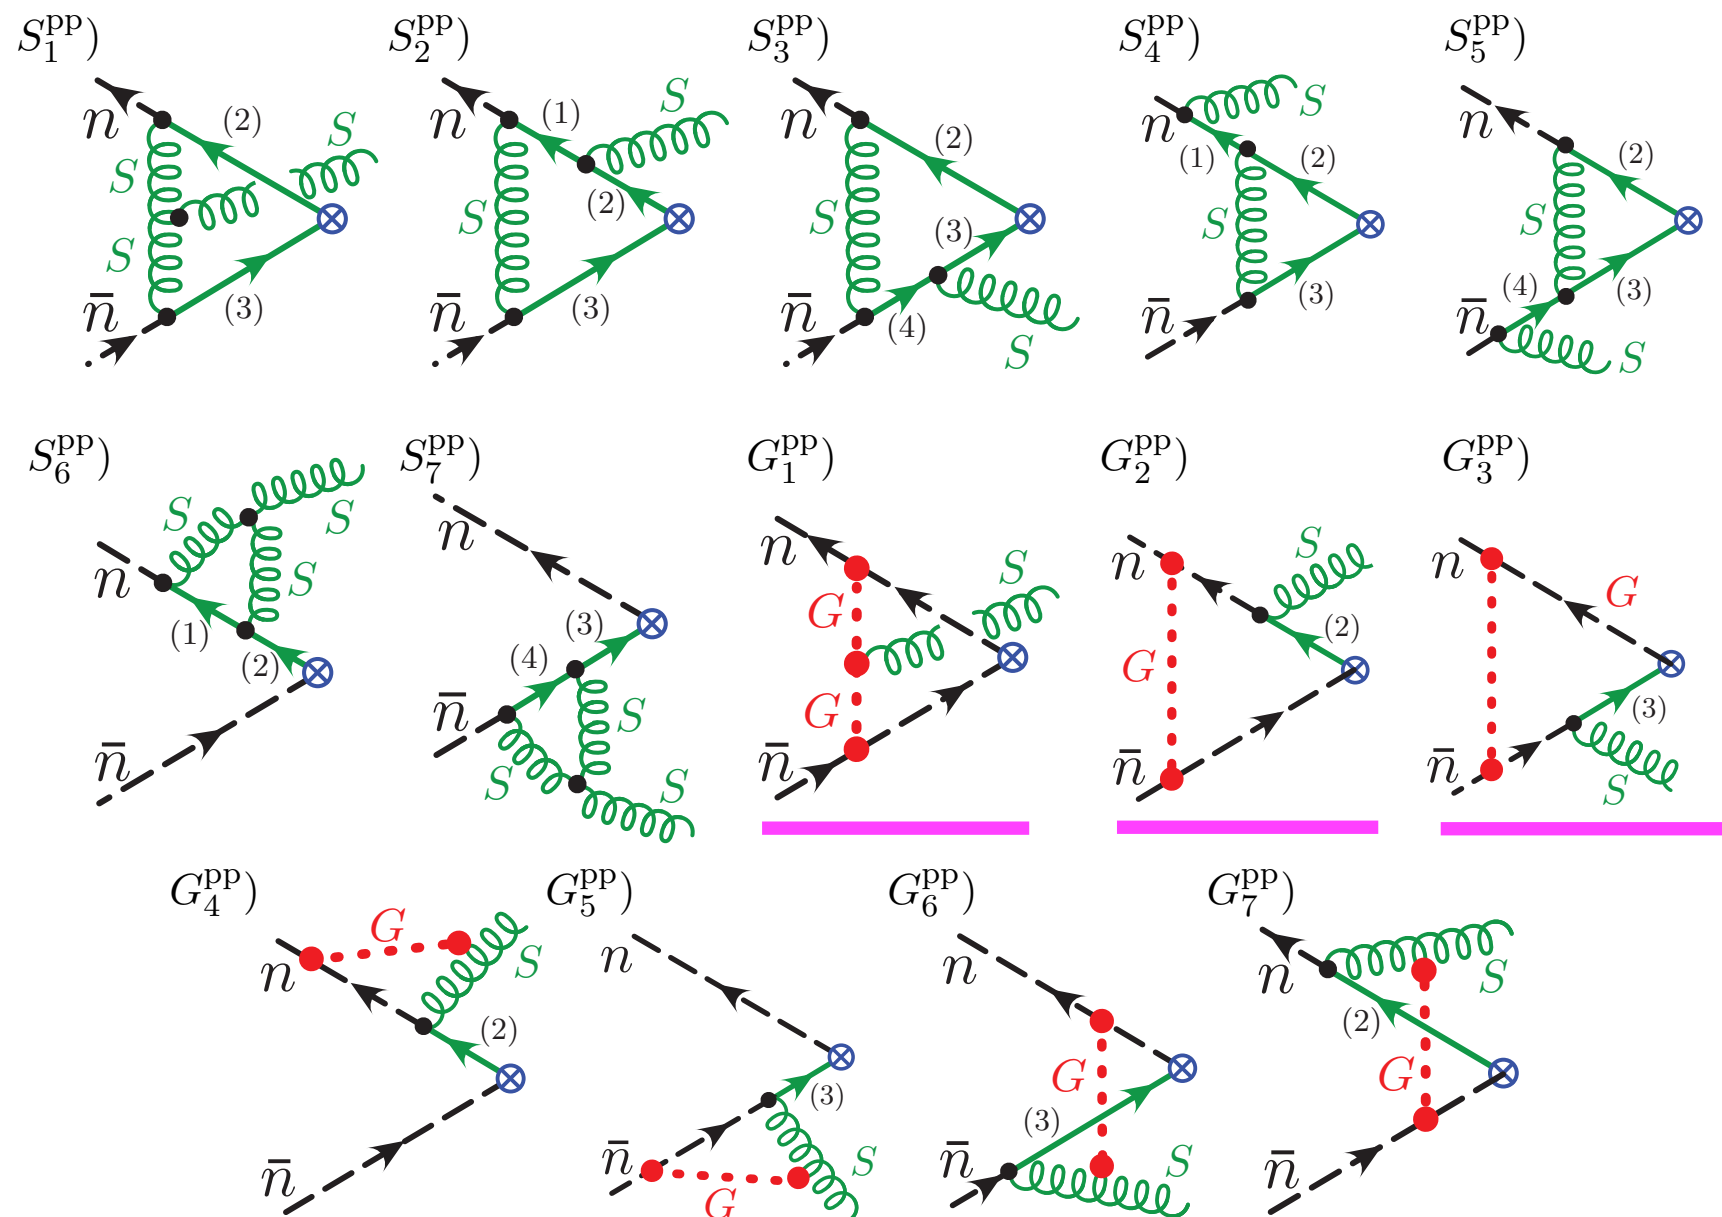 S_1^{pp}) S_2^{pp}) S_3^{pp}) S_4^{pp}) S_5^{pp})
S S S
n (2) n (1) n (2) n (1) (2) n (2)
S S (2) S S S
S (3) (4)
n̄ (3) n̄ (3) n̄ (4) S n̄ (3) n̄ (3) S
S_6^{pp}) S_7^{pp}) G_1^{pp}) G_2^{pp}) G_3^{pp})
S S n n S n S n G
n S G
(1) (2) (3) (4) G (2) G
n̄ n̄ S S S G n̄ n̄ n̄ (3) S
G_4^{pp}) G_5^{pp}) G_6^{pp}) G_7^{pp})
G S n n n n S
n (2) G (2) G
(3) (3)
n̄ n̄ G S n̄ S n̄